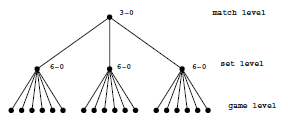 3-0 match level
6-0 6-0 6-0 set level
game level